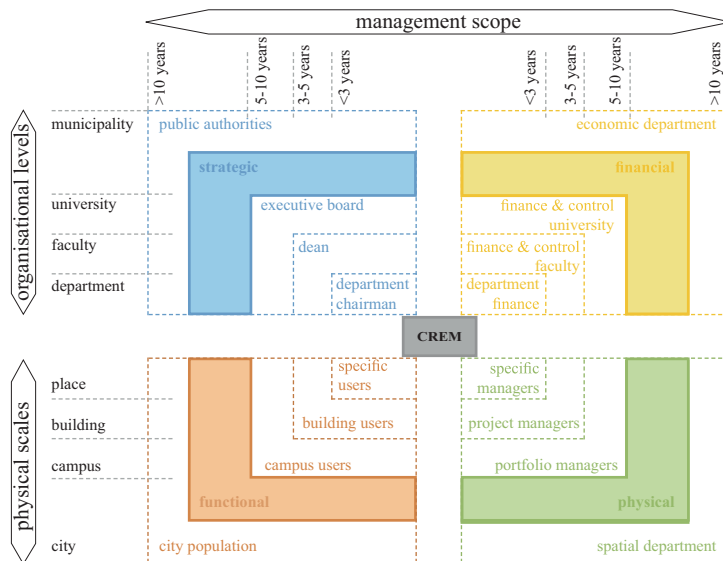 management scope
>10 years
5-10 years
3-5 years
<3 years
<3 years
3-5 years
5-10 years
>10 years
organisational levels
municipality
university
faculty
department
public authorities
strategic
executive board
dean
department
chairman
economic department
financial
finance & control
university
finance & control
faculty
department
finance
CREM
physical scales
place
building
campus
city
specific
users
building users
campus users
functional
city population
specific
managers
project managers
portfolio managers
physical
spatial department